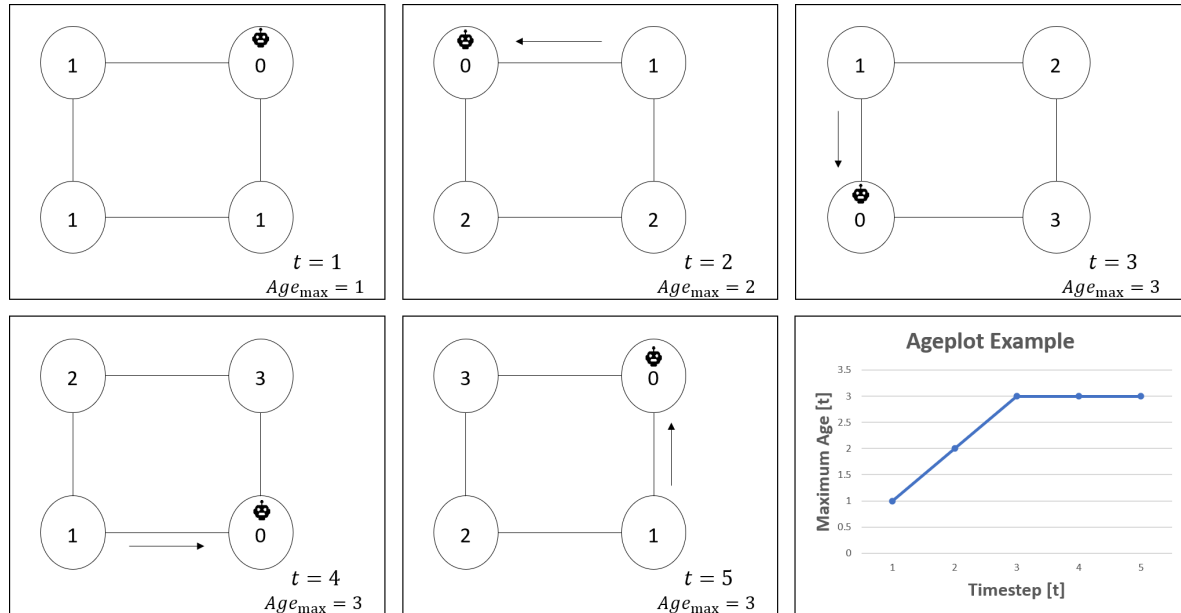 1
0
1
1
t = 1
Age_max = 1
0
1
2
2
t = 2
Age_max = 2
1
2
0
3
t = 3
Age_max = 3
2
3
1
0
t = 4
Age_max = 3
3
0
2
1
t = 5
Age_max = 3
Ageplot Example
Maximum Age [t]
3.5
3
2.5
2
1.5
1
0.5
0
1 2 3 4 5
Timestep [t]